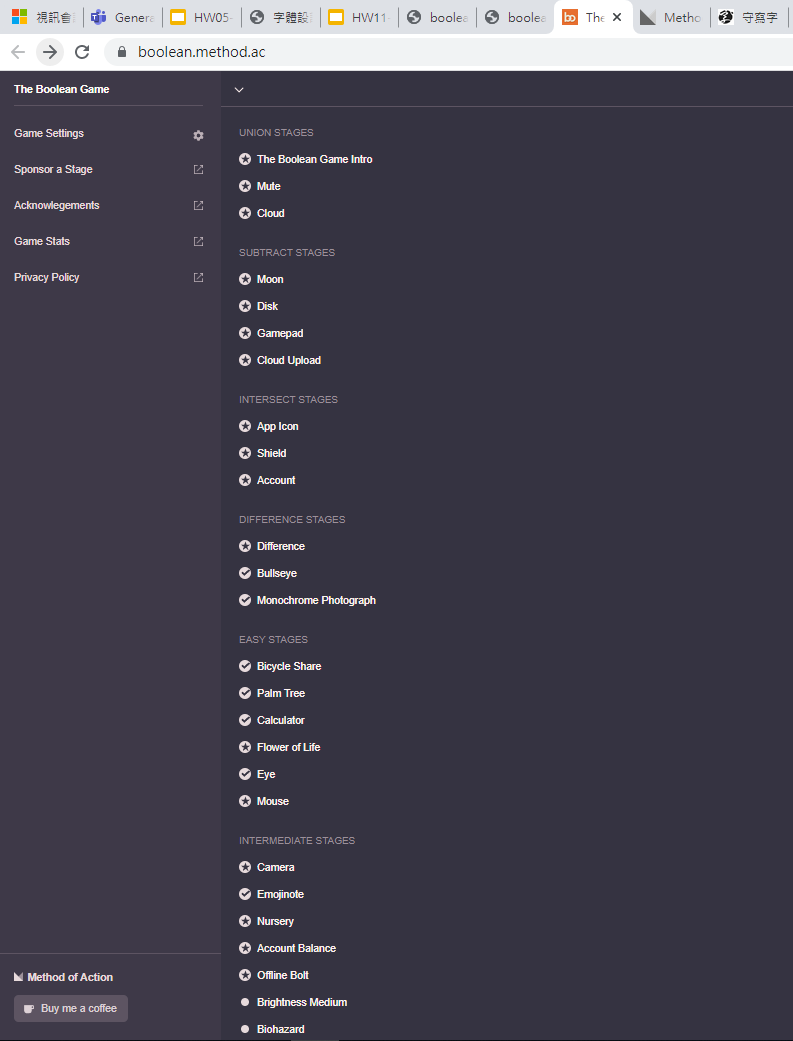 視訊會
Genera
HW05-
字體設
HW11
boolea
boolea
The
Metho
守寫字
boolean.method.ac
The Boolean Game
Game Settings
Sponsor a Stage
Acknowlegements
Game Stats
Privacy Policy
UNION STAGES
The Boolean Game Intro
Mute
Cloud
SUBTRACT STAGES
Moon
Disk
Gamepad
Cloud Upload
INTERSECT STAGES
App Icon
Shield
Account
DIFFERENCE STAGES
Difference
Bullseye
Monochrome Photograph
EASY STAGES
Bicycle Share
Palm Tree
Calculator
Flower of Life
Eye
Mouse
INTERMEDIATE STAGES
Camera
Emojinote
Nursery
Account Balance
Offline Bolt
Brightness Medium
Biohazard
Method of Action
Buy me a coffee